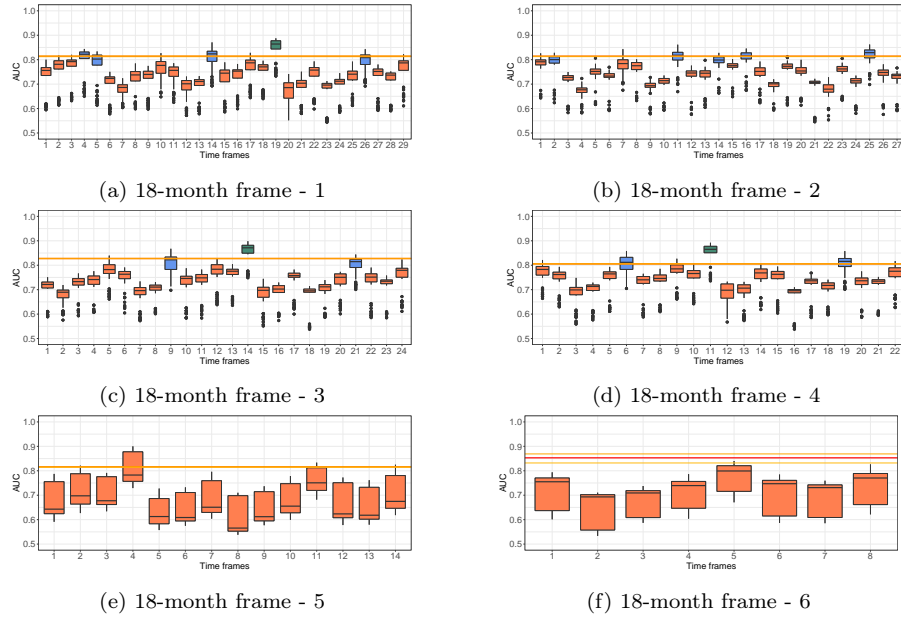 1.0
0.9
0.8
0.7
0.6
0.5
AUC
1 2 3 4 5 6 7 8 9 10 11 12 13 14 15 16 17 18 19 20 21 22 23 24 25 26 27 28 29
Time frames
(a) 18-month frame - 1
1.0
0.9
0.8
0.7
0.6
0.5
AUC
1 2 3 4 5 6 7 8 9 10 11 12 13 14 15 16 17 18 19 20 21 22 23 24 25 26 27
Time frames
(b) 18-month frame - 2
1.0
0.9
0.8
0.7
0.6
0.5
AUC
1 2 3 4 5 6 7 8 9 10 11 12 13 14 15 16 17 18 19 20 21 22 23 24
Time frames
(c) 18-month frame - 3
1.0
0.9
0.8
0.7
0.6
0.5
AUC
1 2 3 4 5 6 7 8 9 10 11 12 13 14 15 16 17 18 19 20 21 22
Time frames
(d) 18-month frame - 4
1.0
0.9
0.8
0.7
0.6
0.5
AUC
1 2 3 4 5 6 7 8 9 10 11 12 13 14
Time frames
(e) 18-month frame - 5
1.0
0.9
0.8
0.7
0.6
0.5
AUC
1 2 3 4 5 6 7 8
Time frames
(f) 18-month frame - 6